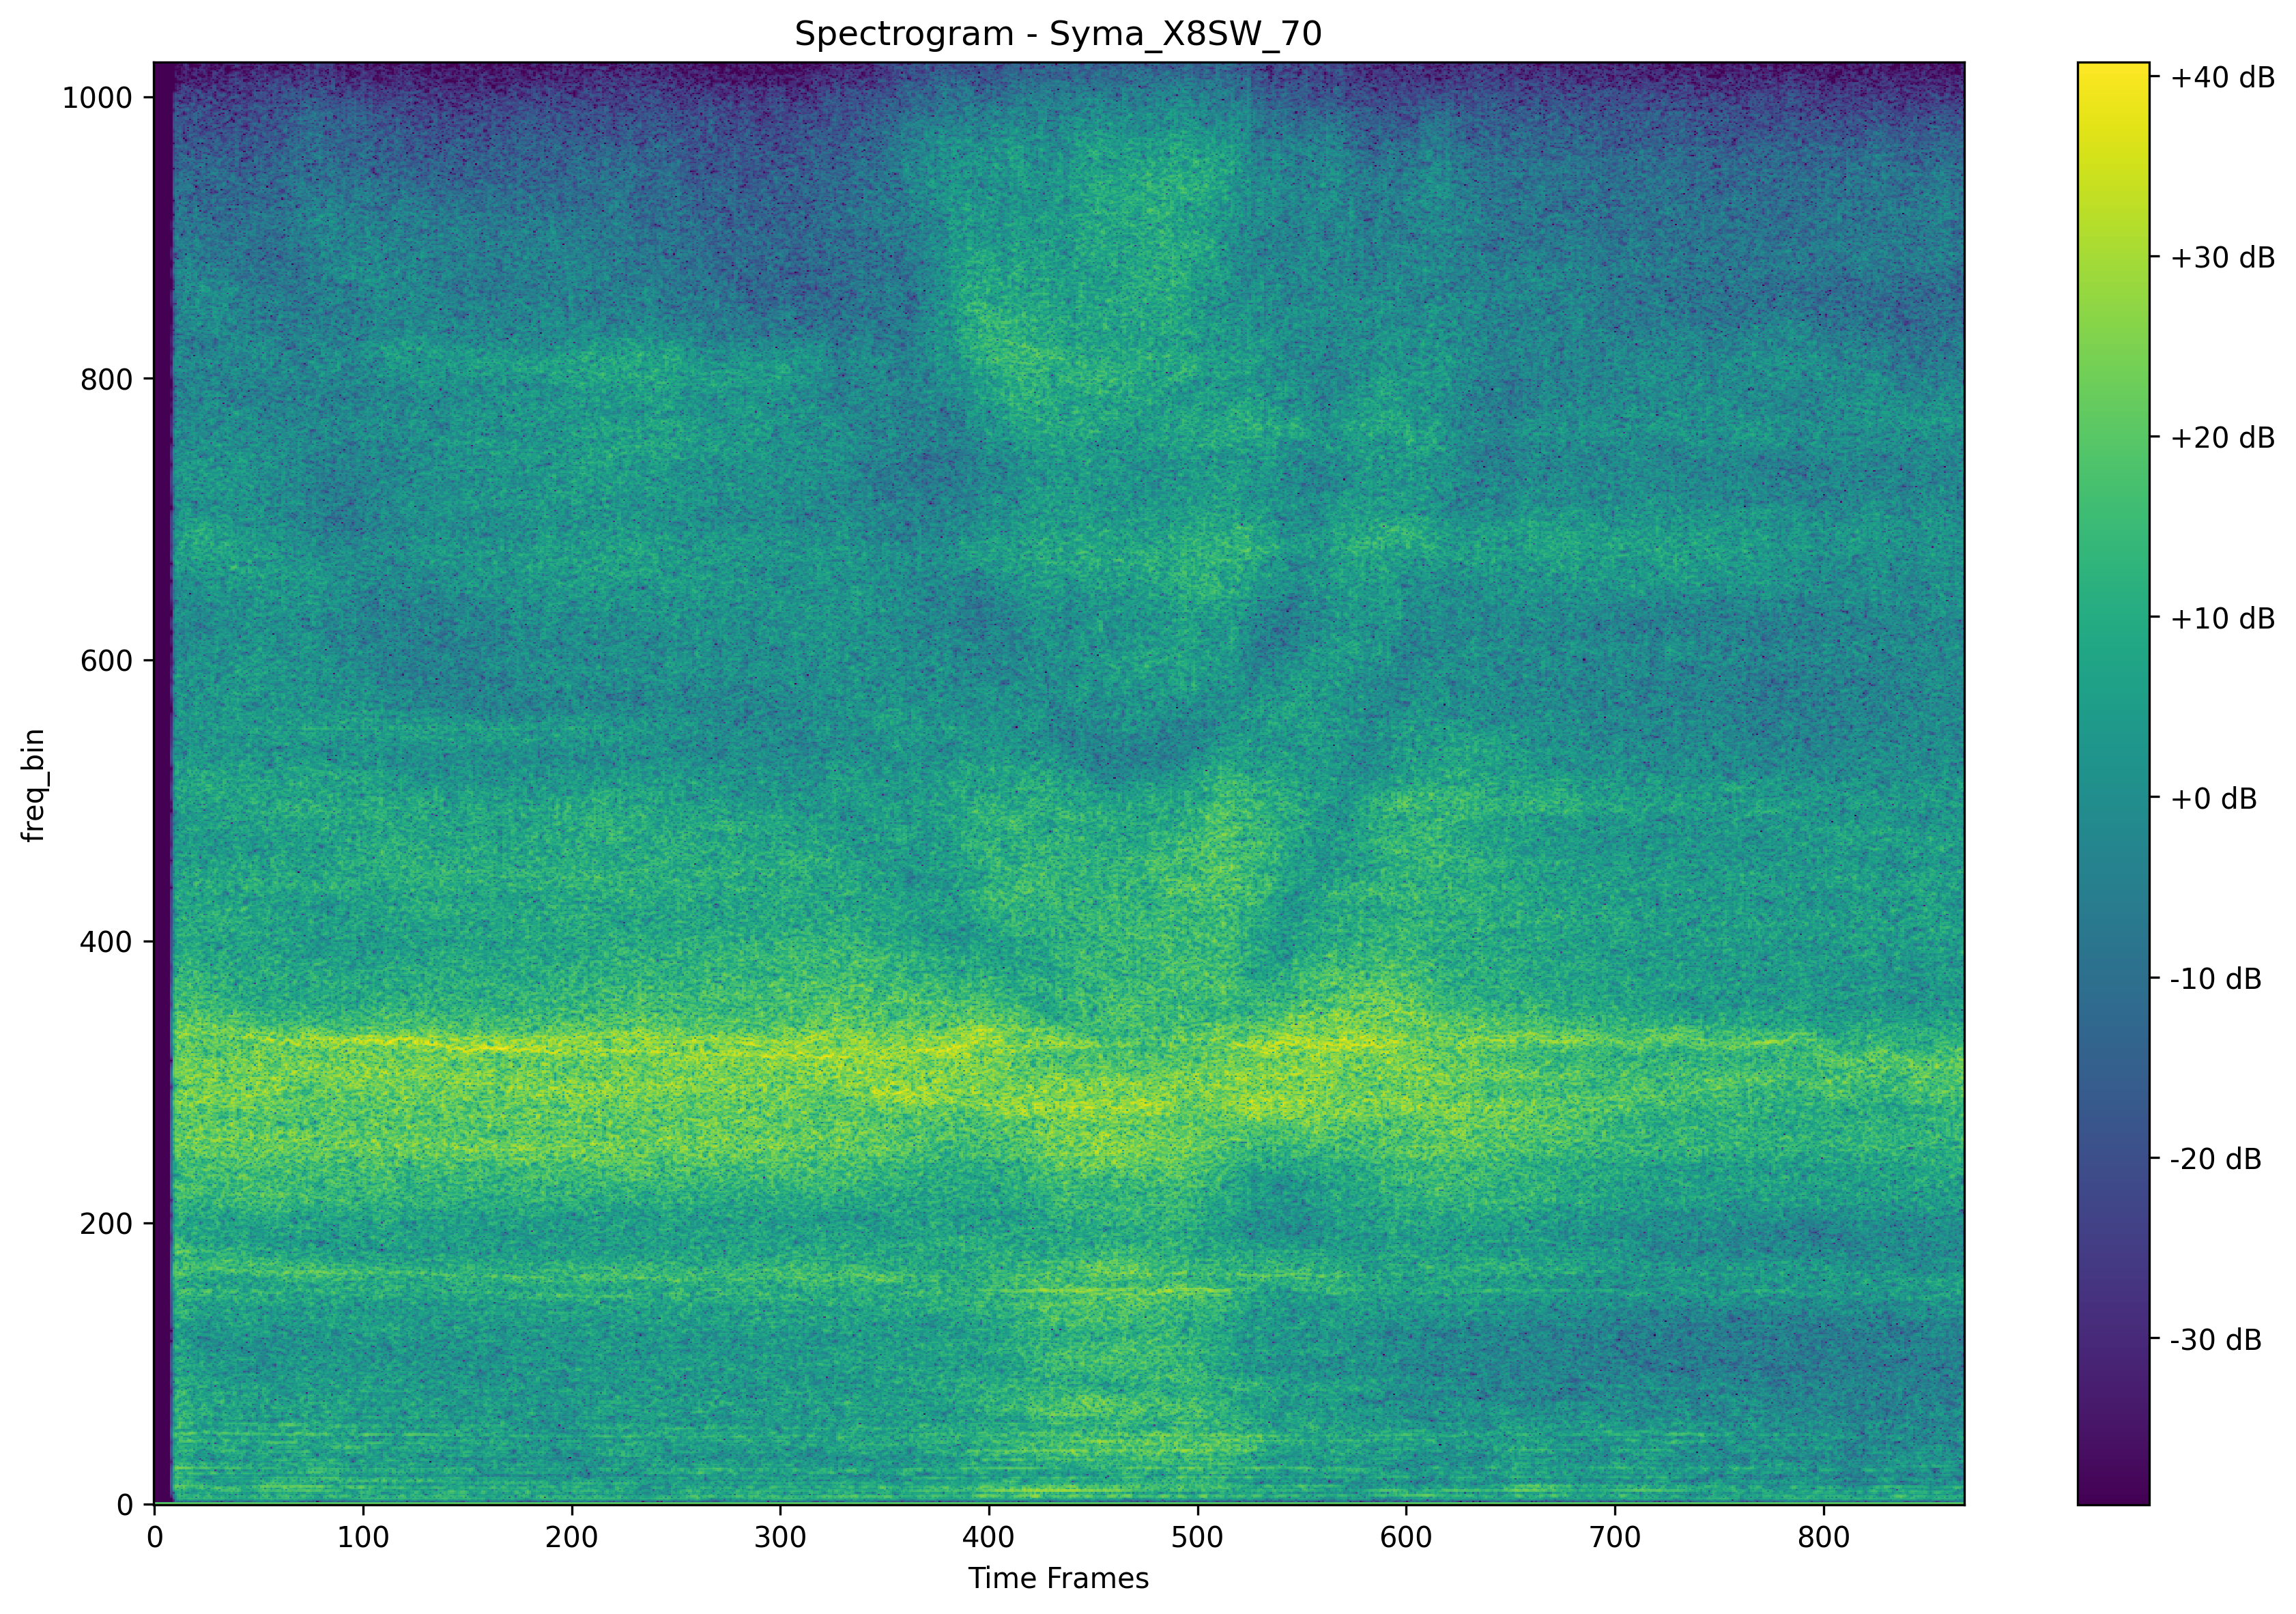 Spectrogram - Syma_X8SW_70
freq_bin
1000
800
600
400
200
0
0 100 200 300 400 500 600 700 800
Time Frames
+40 dB
+30 dB
+20 dB
+10 dB
+0 dB
-10 dB
-20 dB
-30 dB